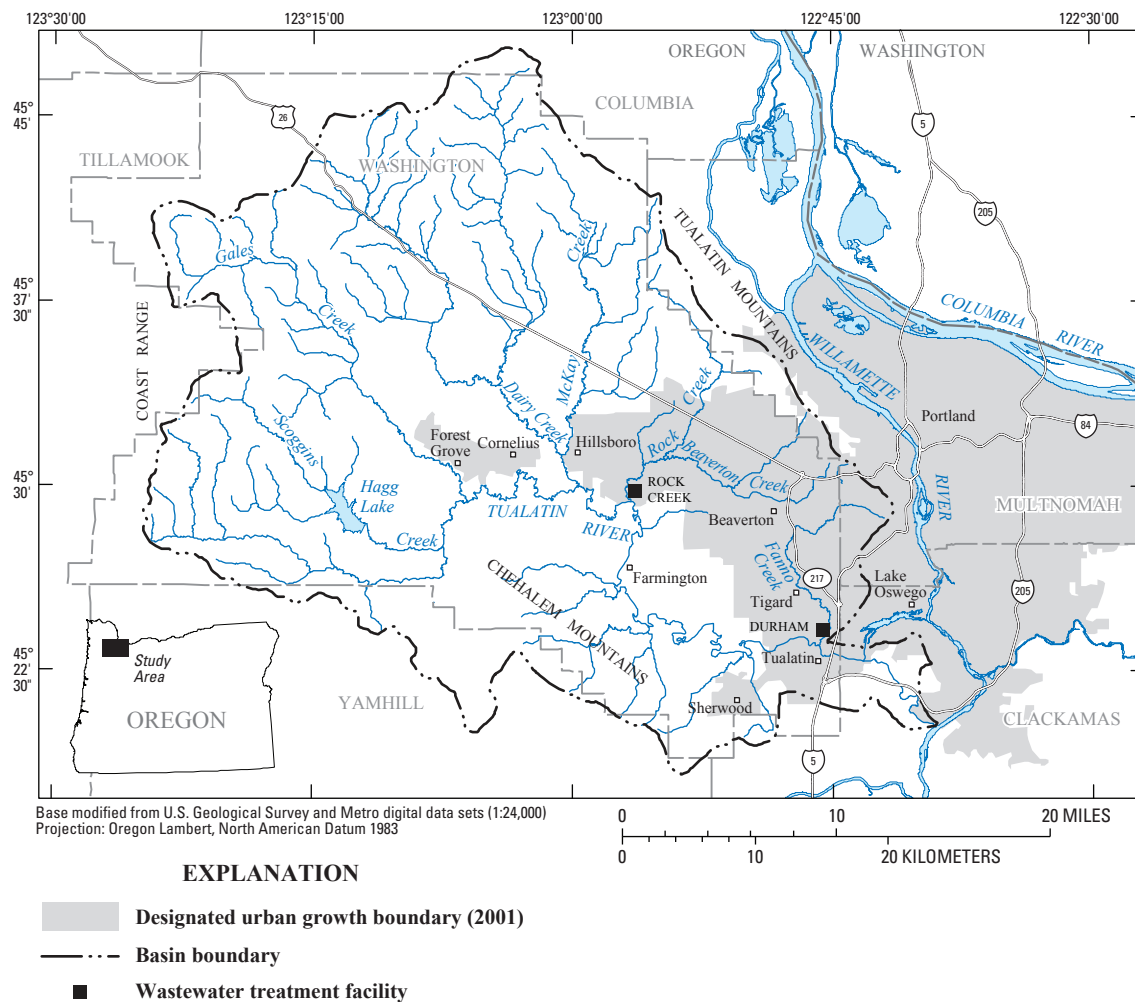 123°30'00"
123°15'00"
123°00'00"
122°45'00"
122°30'00"
OREGON
WASHINGTON
45°
45'
26
COLUMBIA
5
TILLAMOOK
WASHINGTON
205
Creek
TUALATIN MOUNTAINS
Gales
45°
37'
30"
COAST RANGE
Creek
COLUMBIA
RIVER
WILLAMETTE
McKay
Dairy Creek
Creek
Portland
84
Scoggins
Forest
Grove
Cornelius
Hillsboro
Rock
Beaverton
Creek
45°
30'
Hagg
Lake
ROCK
CREEK
RIVER
TUALATIN
RIVER
MULTNOMAH
Beaverton
Creek
Fanno
Creek
CHEHALEM MOUNTAINS
Farmington
217
Lake
Oswego
205
Tigard
DURHAM
45°
22'
30"
Study
Area
Tualatin
OREGON
YAMHILL
Sherwood
CLACKAMAS
5
Base modified from U.S. Geological Survey and Metro digital data sets (1:24,000)
Projection: Oregon Lambert, North American Datum 1983
0 10 20 MILES
0 10 20 KILOMETERS
EXPLANATION
Designated urban growth boundary (2001)
Basin boundary
Wastewater treatment facility